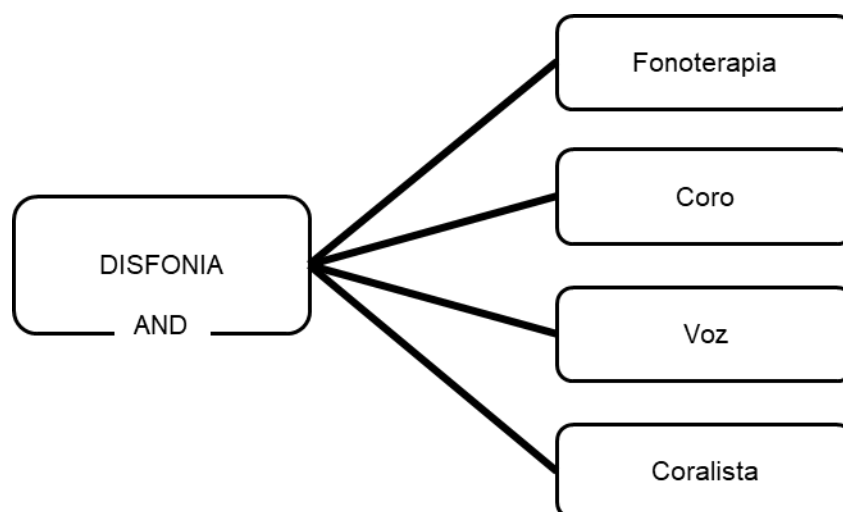 DISFONIA
AND
Fonoterapia
Coro
Voz
Coralista